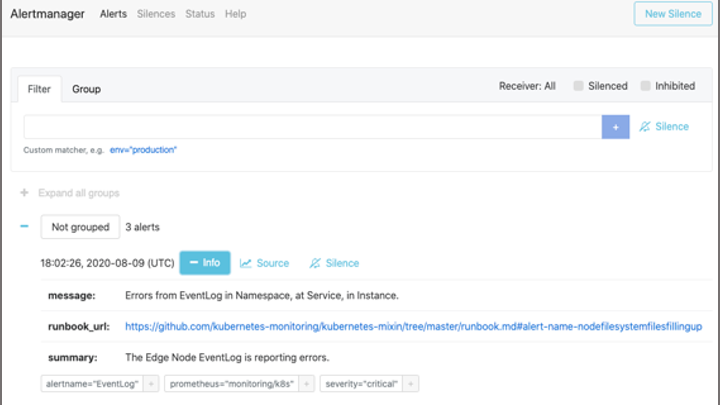 Alertmanager Alerts Silences Status Help New Silence
Filter Group Receiver: All Silenced Inhibited
+ Silence
Custom matcher, e.g. env="production"
+ Expand all groups
− Not grouped 3 alerts
18:02:26, 2020-08-09 (UTC) − Info Source Silence
message: Errors from EventLog in Namespace, at Service, in Instance.
runbook_url: https://github.com/kubernetes-monitoring/kubernetes-mixin/tree/master/runbook.md#alert-name-nodefilesystemfilesfillingup
summary: The Edge Node EventLog is reporting errors.
alertname="EventLog" + prometheus="monitoring/k8s" + severity="critical" +